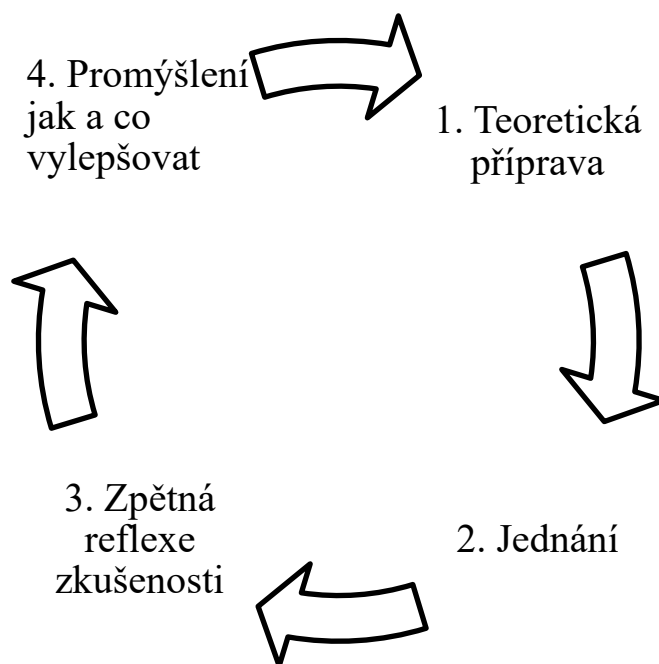 4. Promýšlení
jak a co
vylepšovat
1. Teoretická
příprava
2. Jednání
3. Zpětná
reflexe
zkušenosti